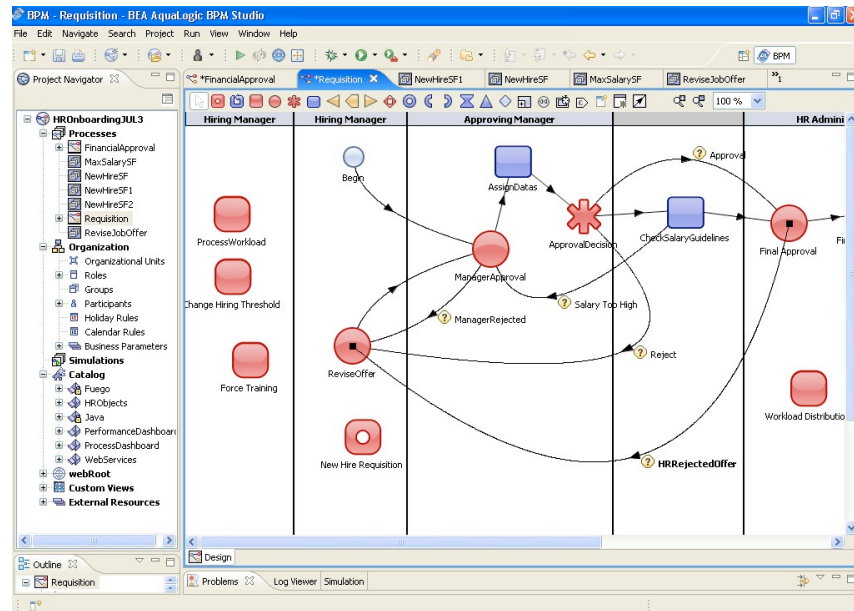 BPM - Requisition - BEA AquaLogic BPM Studio
File Edit Navigate Search Project Run View Window Help
BPM
Project Navigator
*FinancialApproval
*Requisition
NewHireSF1
NewHireSF
MaxSalarySF
ReviseJobOffer
»1
100 %
HROnboardingJUL3
Processes
FinancialApproval
MaxSalarySF
NewHireSF
NewHireSF1
NewHireSF2
Requisition
ReviseJobOffer
Organization
Organizational Units
Roles
Groups
Participants
Holiday Rules
Calendar Rules
Business Parameters
Simulations
Catalog
Fuego
HRObjects
Java
PerformanceDashboard
ProcessDashboard
WebServices
webRoot
Custom Views
External Resources
Outline
Requisition
Hiring Manager
Hiring Manager
Approving Manager
HR Admini
Begin
AssignDatas
Approval
ProcessWorkload
ApprovalDecision
CheckSalaryGuidelines
Final Approval
Fi
ManagerApproval
Change Hiring Threshold
Salary Too High
ManagerRejected
Reject
ReviseOffer
Force Training
Workload Distributio
New Hire Requisition
HRRejectedOffer
Design
Problems
Log Viewer
Simulation